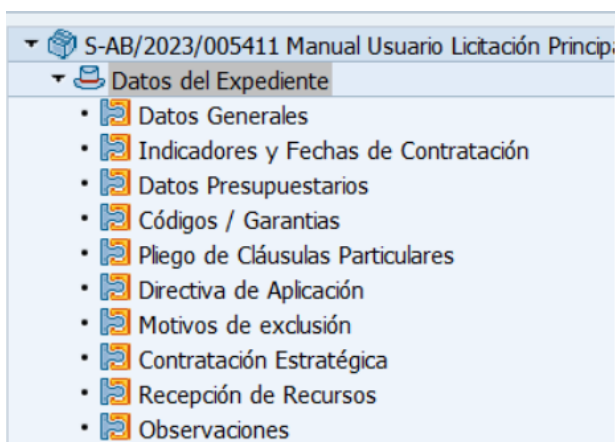 S-AB/2023/005411 Manual Usuario Licitación Principa
Datos del Expediente
Datos Generales
Indicadores y Fechas de Contratación
Datos Presupuestarios
Códigos / Garantias
Pliego de Cláusulas Particulares
Directiva de Aplicación
Motivos de exclusión
Contratación Estratégica
Recepción de Recursos
Observaciones